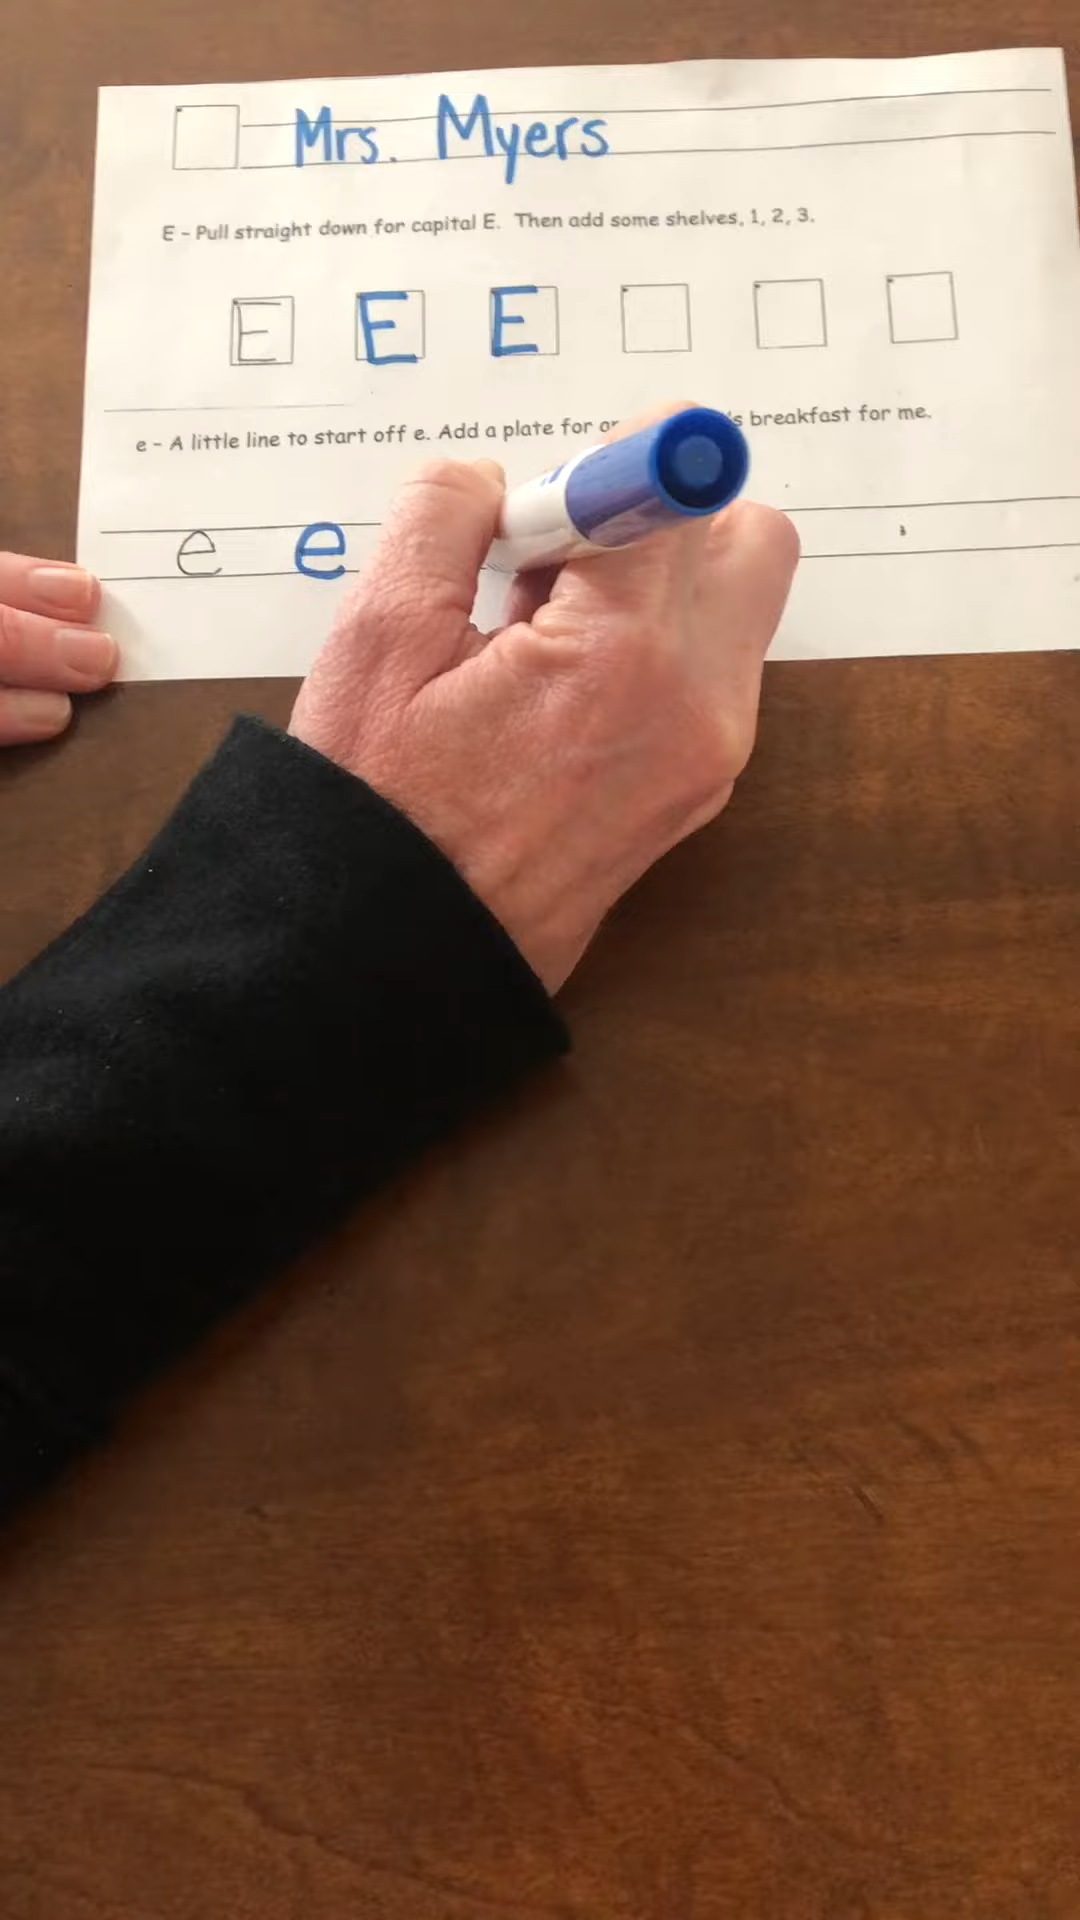 Mrs. Myers
E - Pull straight down for capital E. Then add some shelves, 1, 2, 3.
E E E
e - A little line to start off e. Add a plate for breakfast for me.
e e